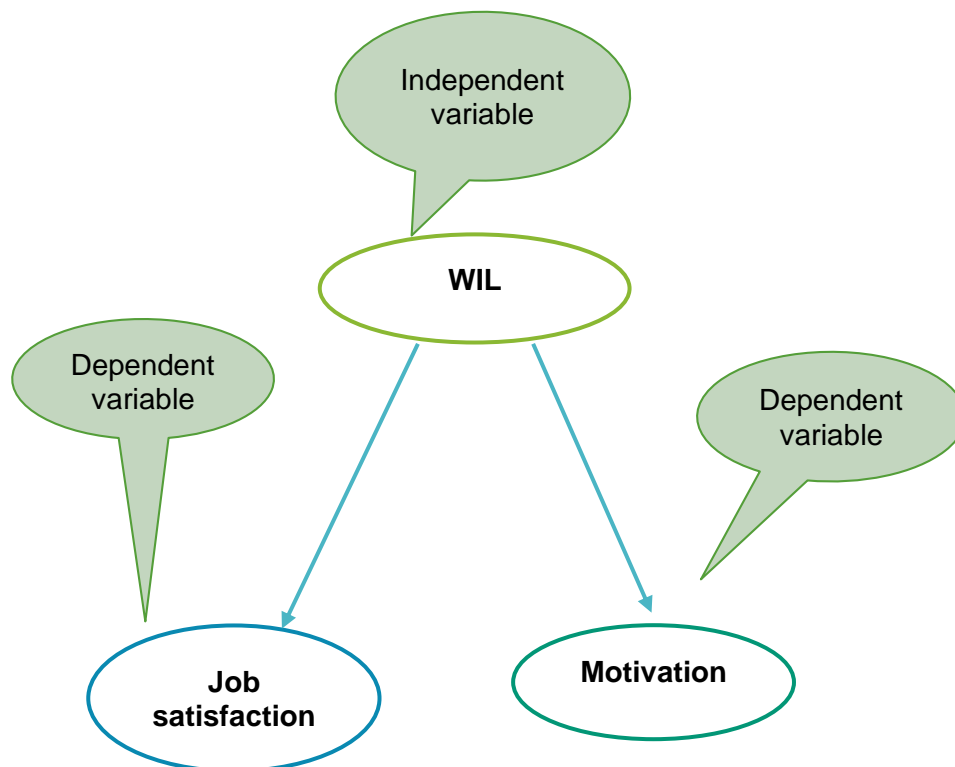 Independent
variable
WIL
Dependent
variable
Dependent
variable
Job
satisfaction
Motivation